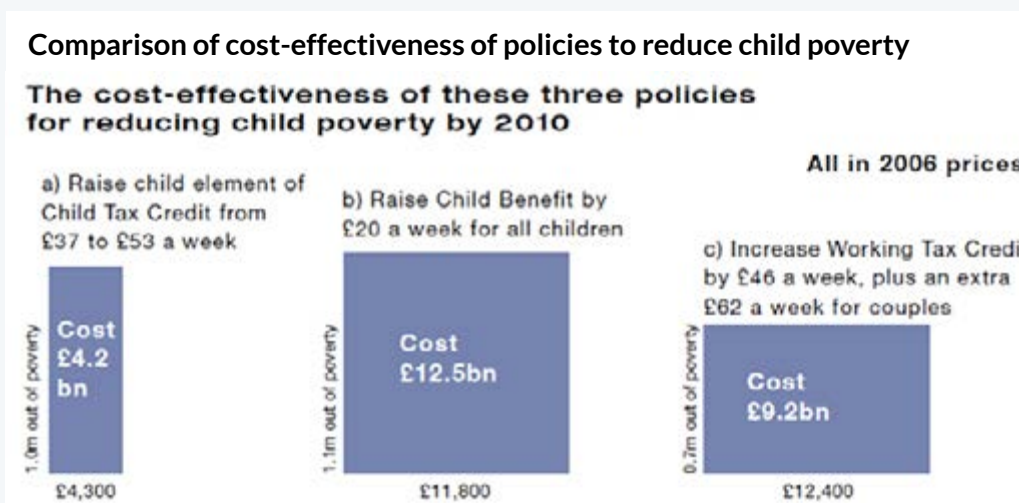 Comparison of cost-effectiveness of policies to reduce child poverty
The cost-effectiveness of these three policies
for reducing child poverty by 2010
All in 2006 prices
a) Raise child element of
Child Tax Credit from
£37 to £53 a week
b) Raise Child Benefit by
£20 a week for all children
c) Increase Working Tax Credi
by £46 a week, plus an extra
£62 a week for couples
1.0m out of poverty
Cost
£4.2
bn
£4,300
1.1m out of poverty
Cost
£12.5bn
£11,800
0.7m out of poverty
Cost
£9.2bn
£12,400